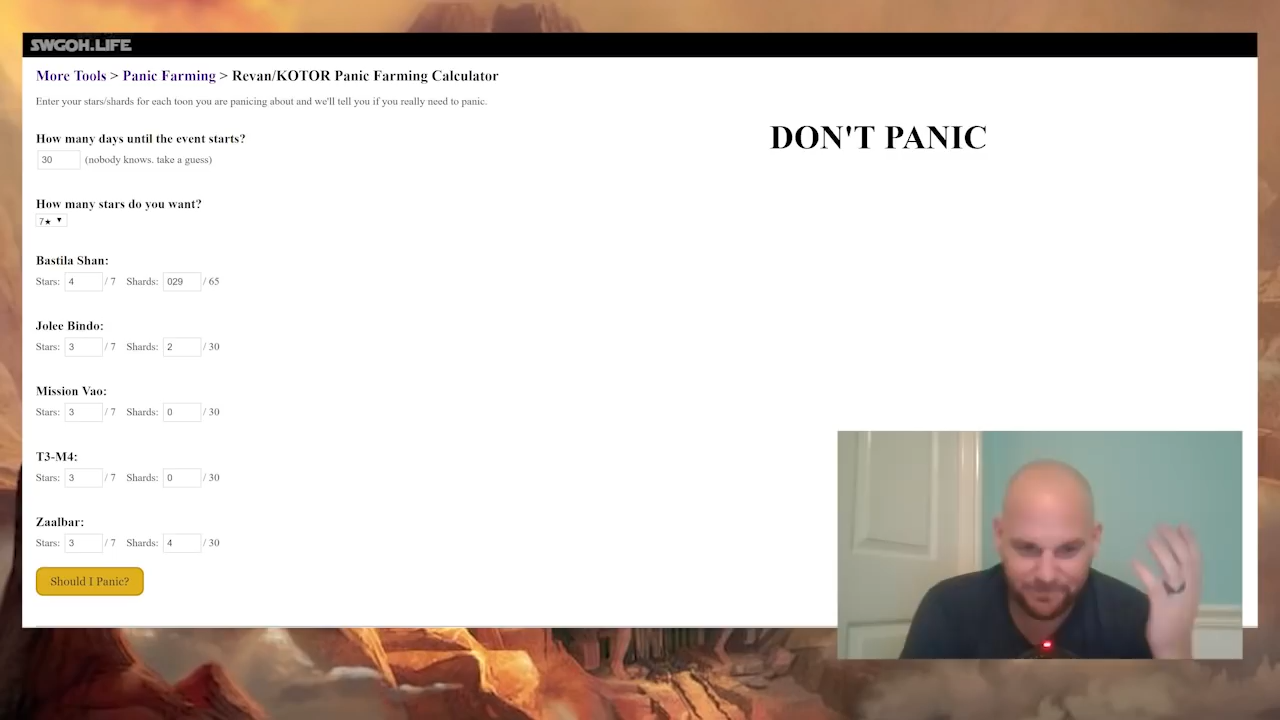 SWGOH.LIFE
More Tools > Panic Farming > Revan/KOTOR Panic Farming Calculator
Enter your stars/shards for each toon you are panicing about and we'll tell you if you really need to panic.
DON'T PANIC
How many days until the event starts?
30 (nobody knows. take a guess)
How many stars do you want?
7★ ▼
Bastila Shan:
Stars: 4 / 7 Shards: 029 / 65
Jolee Bindo:
Stars: 3 / 7 Shards: 2 / 30
Mission Vao:
Stars: 3 / 7 Shards: 0 / 30
T3-M4:
Stars: 3 / 7 Shards: 0 / 30
Zaalbar:
Stars: 3 / 7 Shards: 4 / 30
Should I Panic?